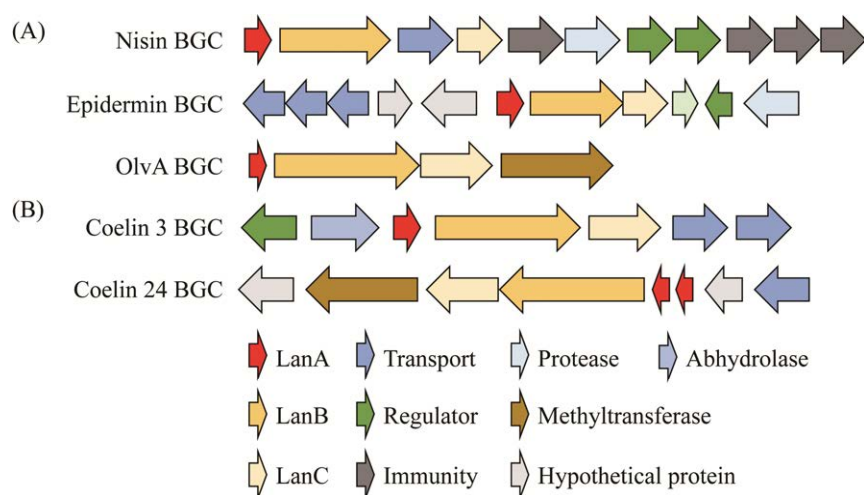 (A)
Nisin BGC
Epidermin BGC
OlvA BGC
(B)
Coelin 3 BGC
Coelin 24 BGC
LanA Transport Protease Abhydrolase
LanB Regulator Methyltransferase
LanC Immunity Hypothetical protein